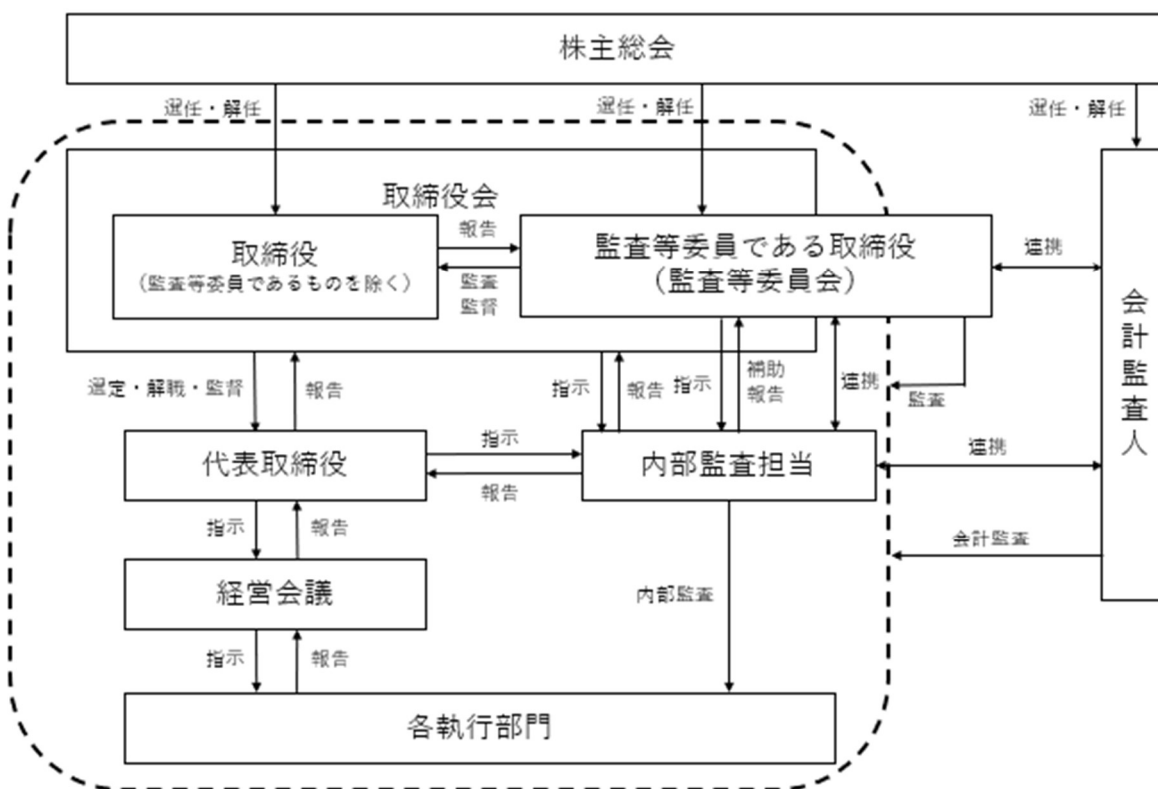 株主総会
選任・解任
選任・解任
選任・解任
取締役会
取締役
(監査等委員であるものを除く)
報告
監査
監督
監査等委員である取締役
(監査等委員会)
連携
会計監査人
選定・解職・監督
報告
指示
報告
指示
補助
報告
連携
監査
代表取締役
指示
報告
内部監査担当
連携
指示
報告
会計監査
経営会議
内部監査
指示
報告
各執行部門